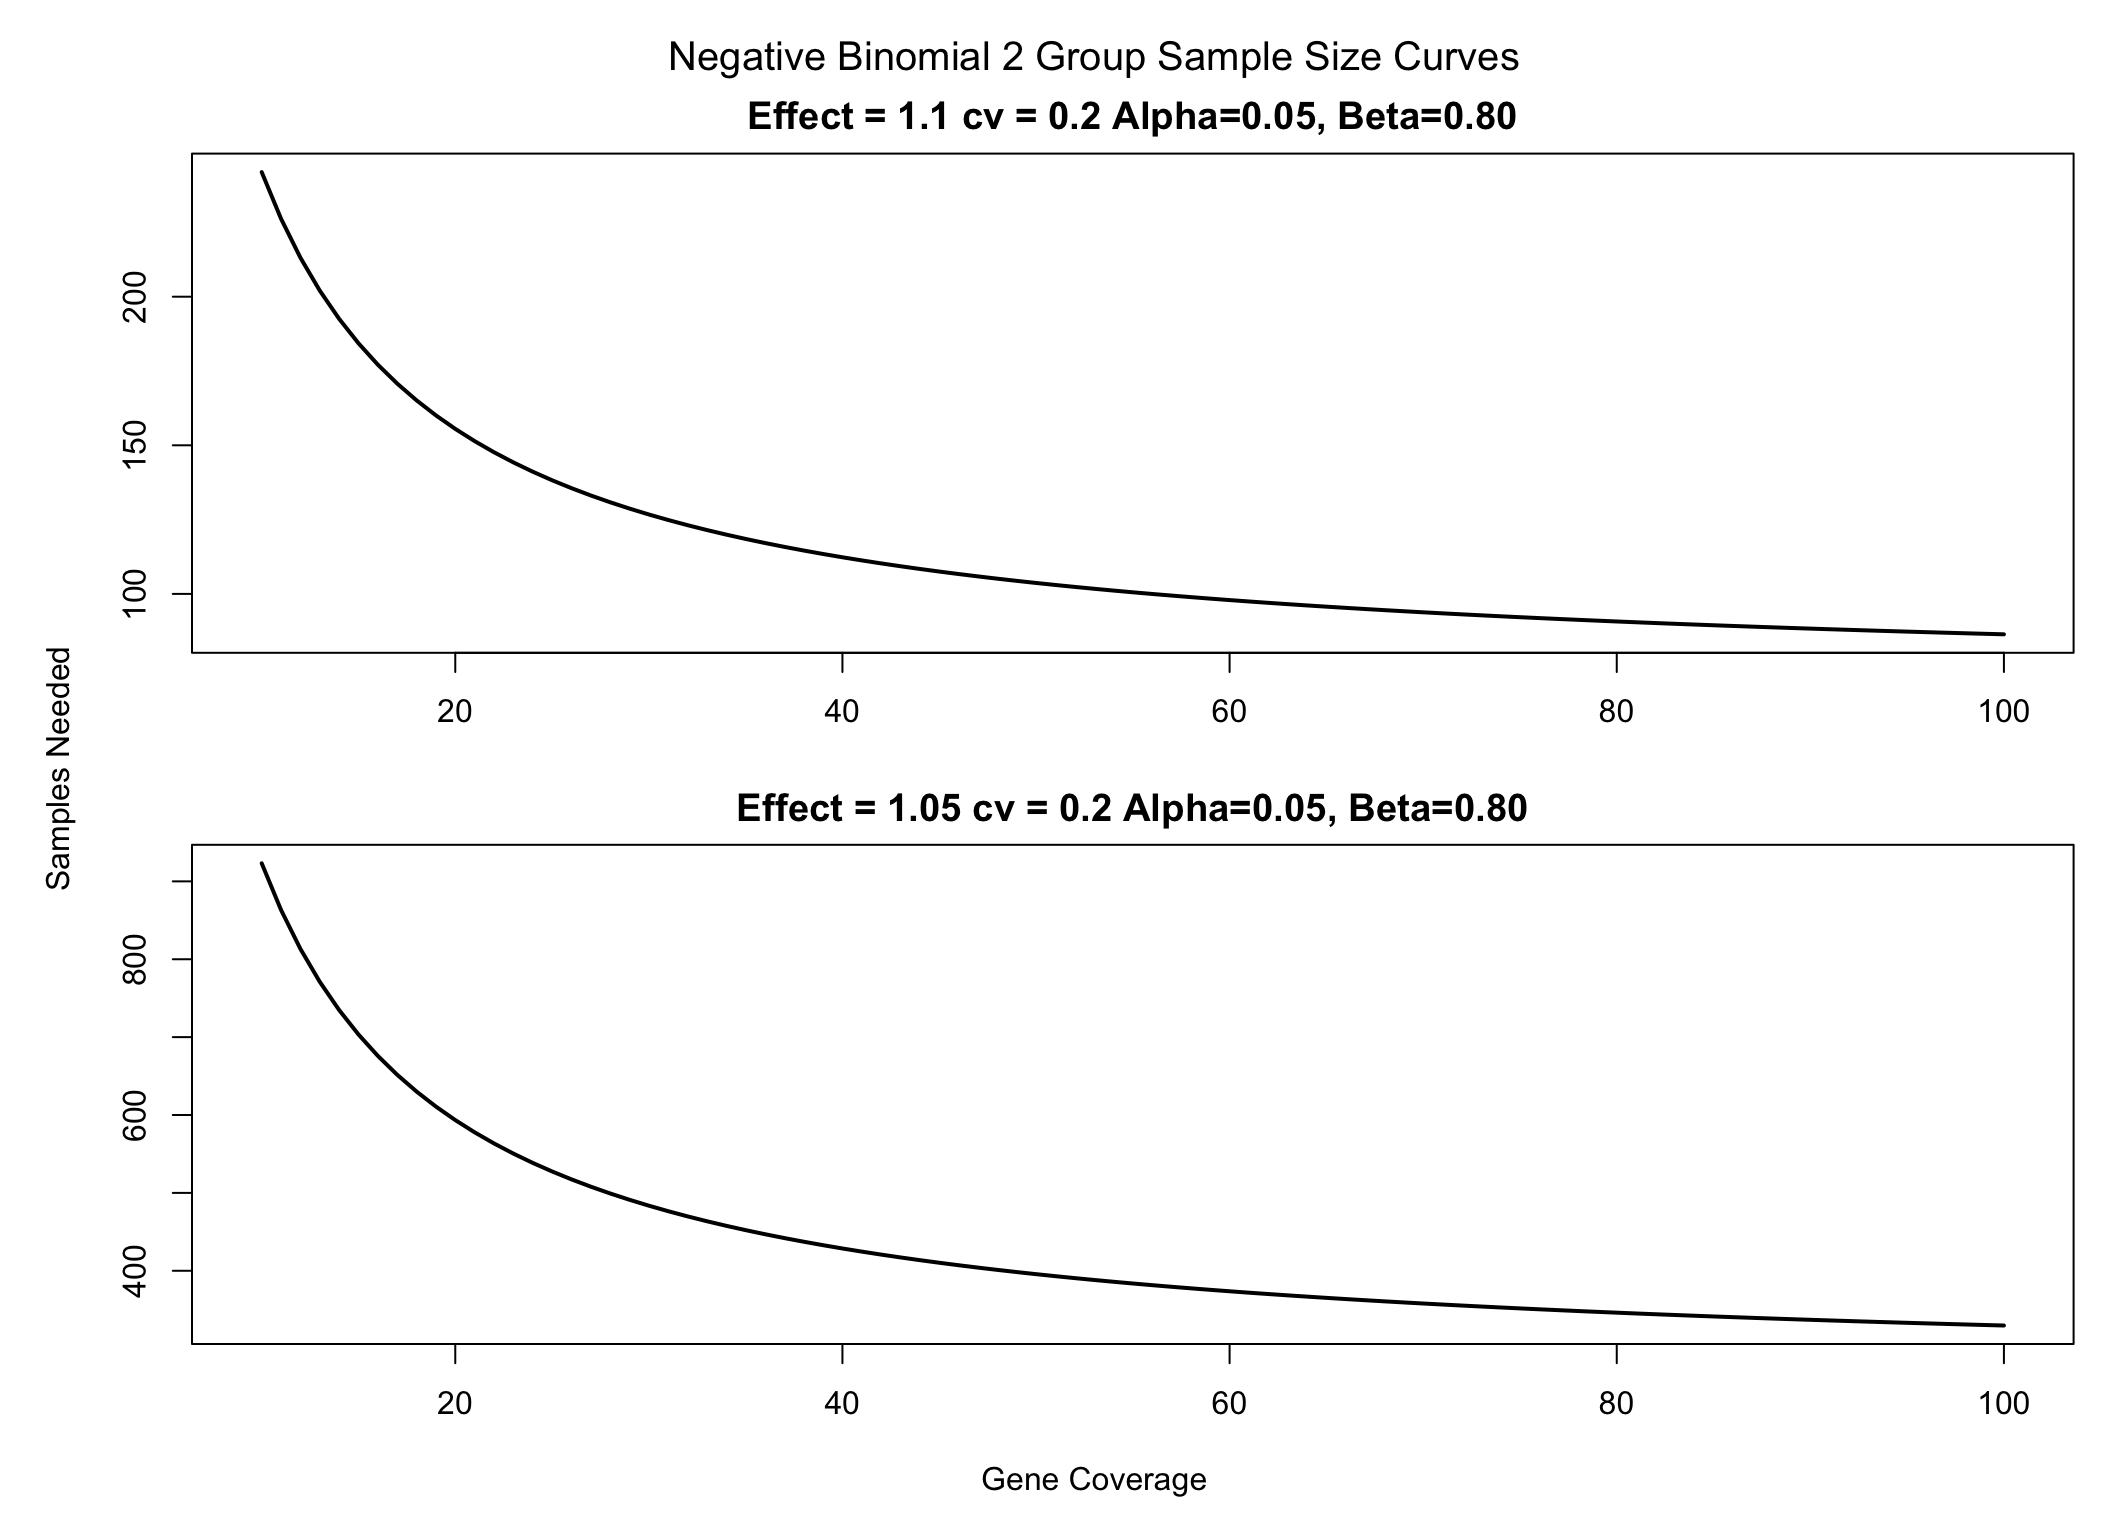 Negative Binomial 2 Group Sample Size Curves
Effect = 1.1 cv = 0.2 Alpha=0.05, Beta=0.80
200
150
100
20 40 60 80 100
Samples Needed
Effect = 1.05 cv = 0.2 Alpha=0.05, Beta=0.80
800
600
400
20 40 60 80 100
Gene Coverage